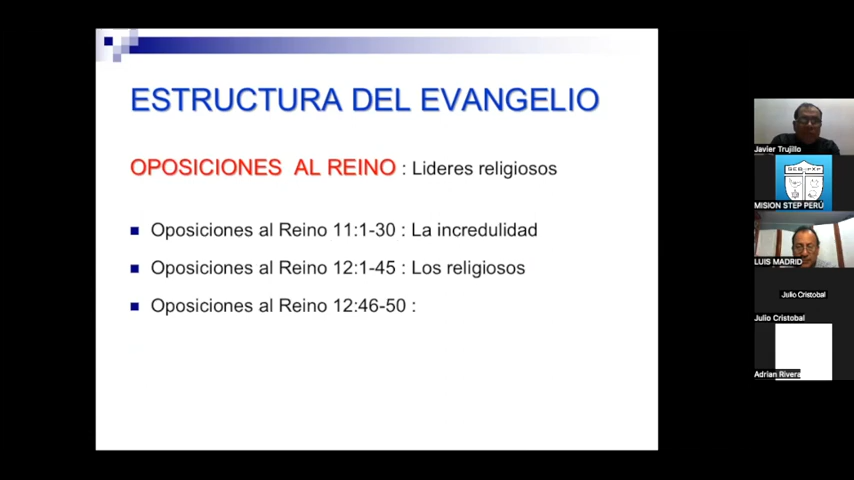 ESTRUCTURA DEL EVANGELIO
OPOSICIONES AL REINO : Lideres religiosos
Oposiciones al Reino 11:1-30 : La incredulidad
Oposiciones al Reino 12:1-45 : Los religiosos
Oposiciones al Reino 12:46-50 :
Javier Trujillo
MISION STEP PERÚ
LUIS MADRID
Julio Cristobal
Julio Cristobal
Adrian Rivera